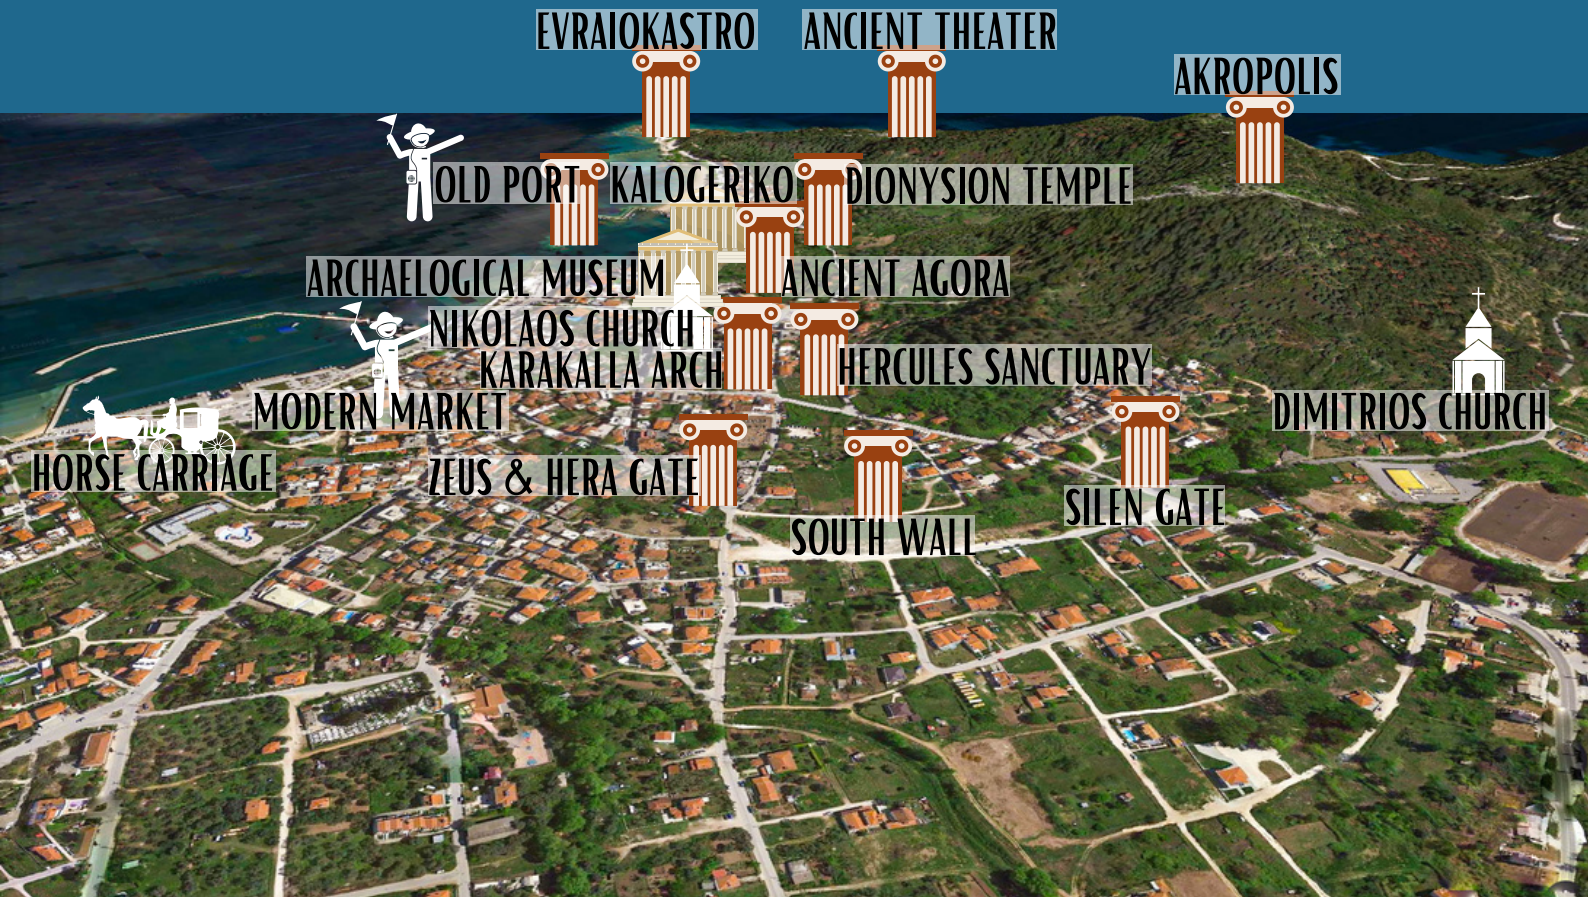 EVRAIOKASTRO
ANCIENT THEATER
AKROPOLIS
OLD PORT
KALOGERIKO
DIONYSION TEMPLE
ARCHAELOGICAL MUSEUM
ANCIENT AGORA
NIKOLAOS CHURCH
KARAKALLA ARCH
HERCULES SANCTUARY
MODERN MARKET
DIMITRIOS CHURCH
HORSE CARRIAGE
ZEUS & HERA GATE
SILEN GATE
SOUTH WALL